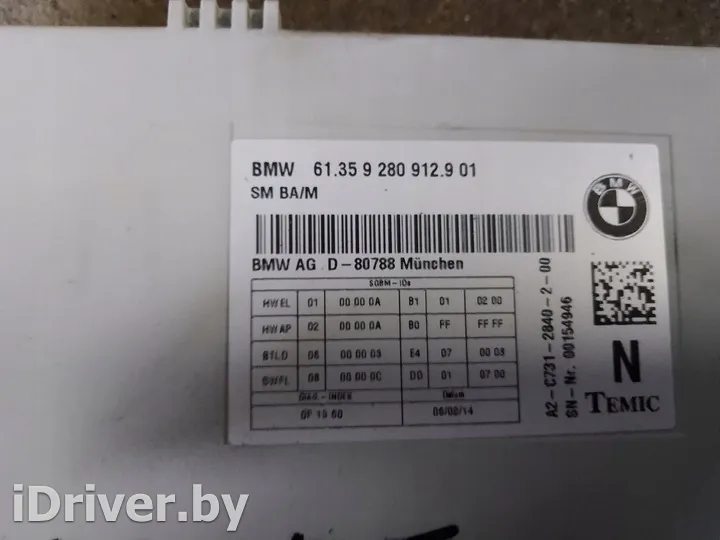 BMW 61.35 9 280 912.9 01
SM BA/M
BMW
BMW AG D-80788 München
SGBM-IDs
HWEL 01 00 00 0A B1 01 02 00
HWAP 02 00 00 0A B0 FF FF FF
BTLD 06 00 00 03 E4 07 00 03
SWFL 08 00 00 0C D0 01 07 00
DIAG-INDEX Datum
0F 15 60 06/08/14
A2-C731-2840-2-00
SN-Nr. 00154946
N
TEMIC
iDriver.by